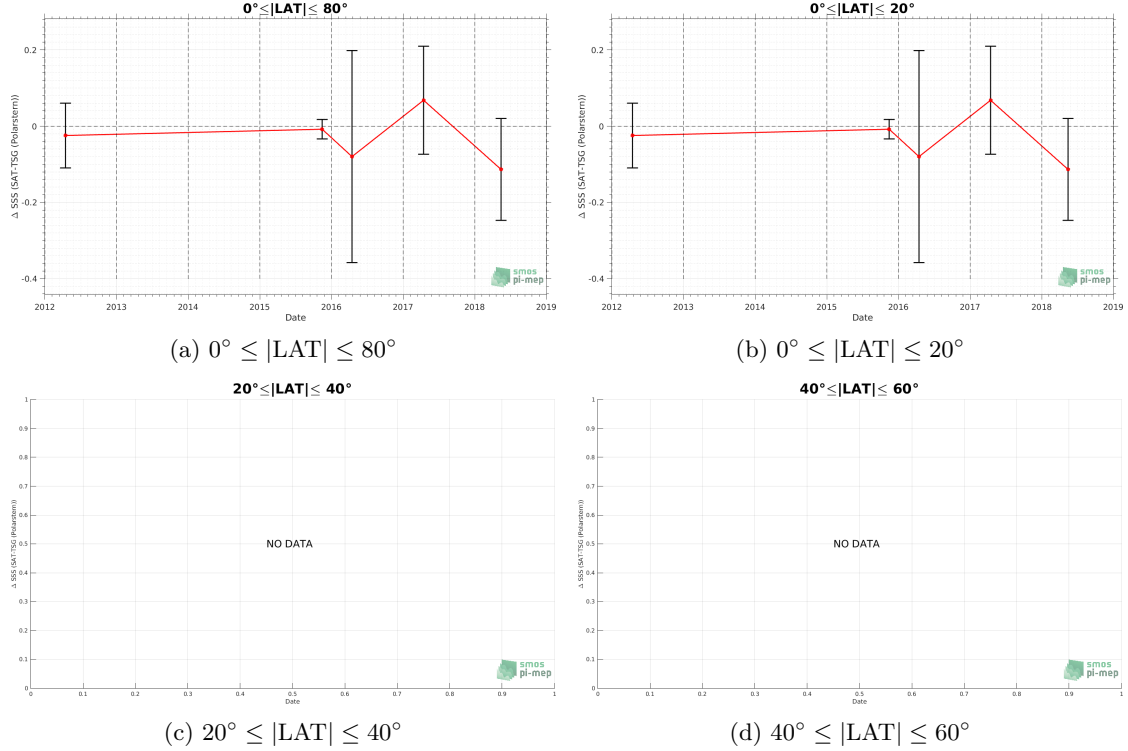 0°≤|LAT|≤ 80°
Δ SSS (SAT-TSG (Polarstern))
0.2
0
-0.2
-0.4
2012 2013 2014 2015 2016 2017 2018 2019
Date
smos
pi-mep
(a) 0° ≤ |LAT| ≤ 80°
0°≤|LAT|≤ 20°
Δ SSS (SAT-TSG (Polarstern))
0.2
0
-0.2
-0.4
2012 2013 2014 2015 2016 2017 2018 2019
Date
smos
pi-mep
(b) 0° ≤ |LAT| ≤ 20°
20°≤|LAT|≤ 40°
Δ SSS (SAT-TSG (Polarstern))
1
0.9
0.8
0.7
0.6
0.5
0.4
0.3
0.2
0.1
0
NO DATA
0 0.1 0.2 0.3 0.4 0.5 0.6 0.7 0.8 0.9 1
Date
smos
pi-mep
(c) 20° ≤ |LAT| ≤ 40°
40°≤|LAT|≤ 60°
Δ SSS (SAT-TSG (Polarstern))
1
0.9
0.8
0.7
0.6
0.5
0.4
0.3
0.2
0.1
0
NO DATA
0 0.1 0.2 0.3 0.4 0.5 0.6 0.7 0.8 0.9 1
Date
smos
pi-mep
(d) 40° ≤ |LAT| ≤ 60°